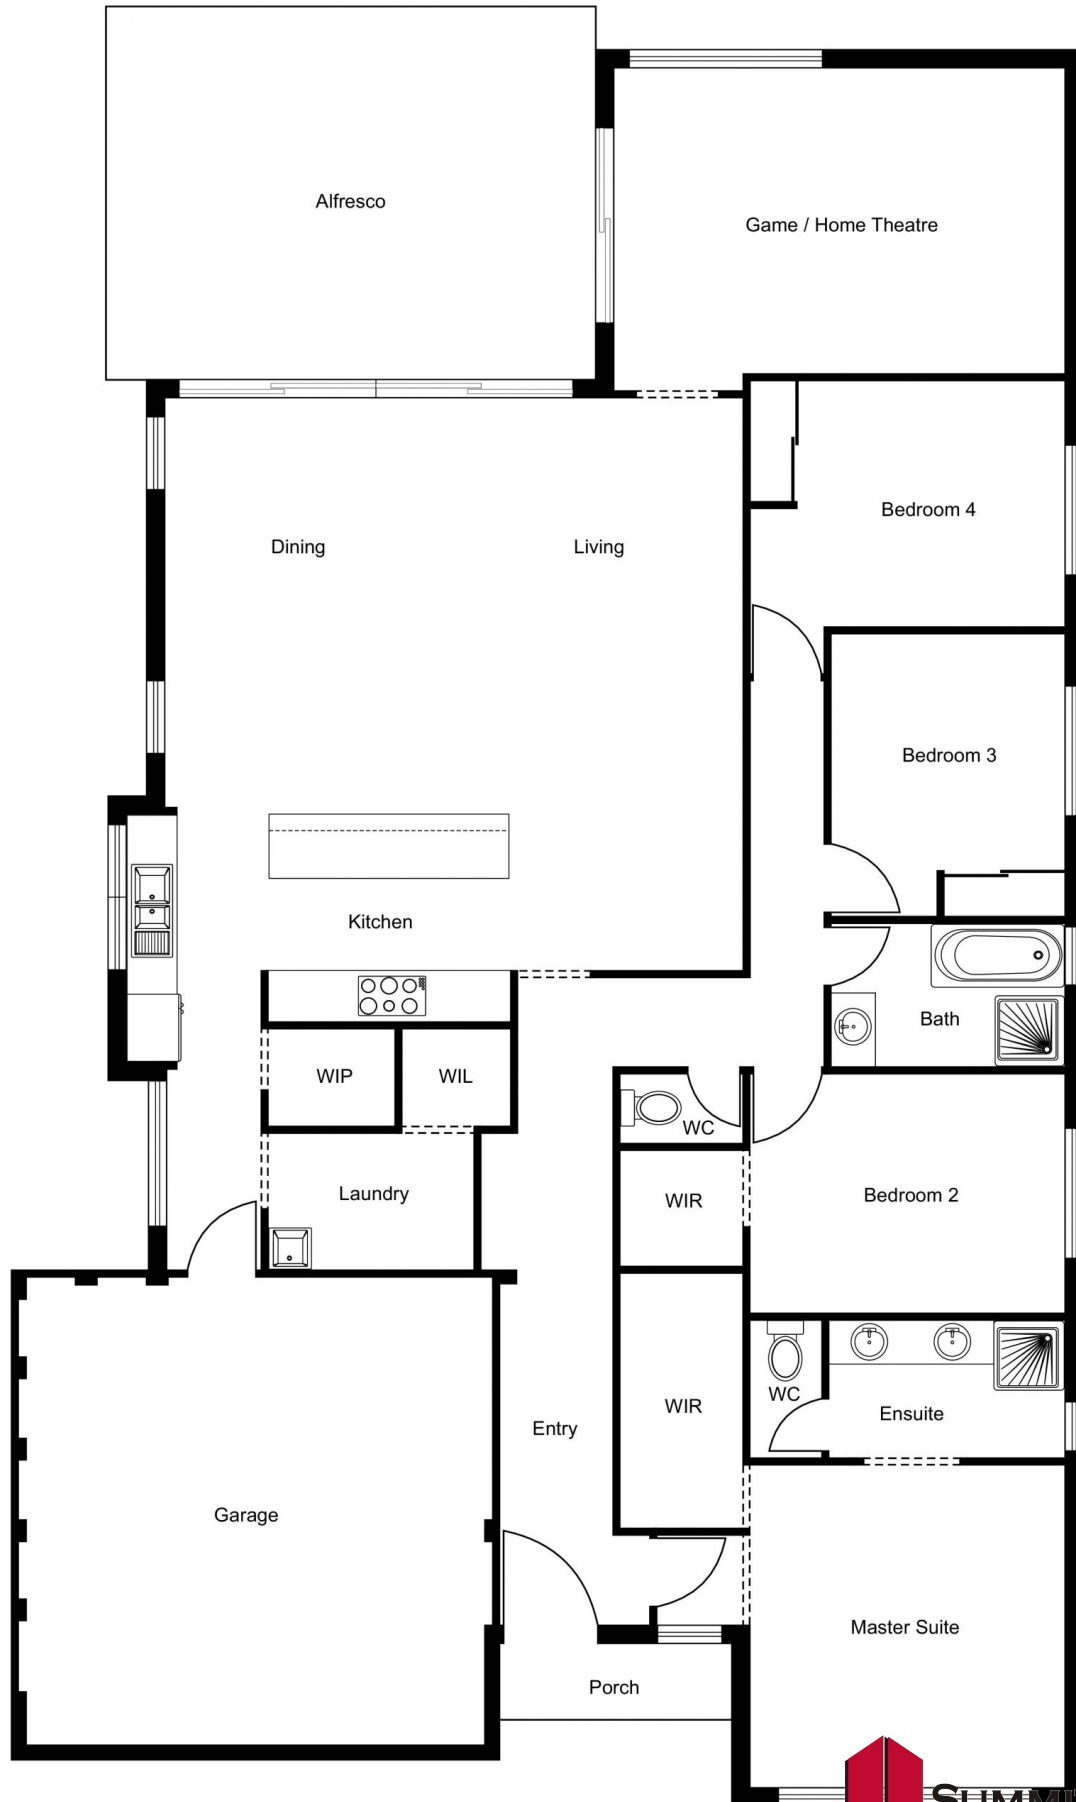 Alfresco
Game / Home Theatre
Bedroom 4
Dining
Living
Bedroom 3
Kitchen
Bath
WIP
WIL
WC
Laundry
WIR
Bedroom 2
WC
WIR
Ensuite
Entry
Garage
Master Suite
Porch